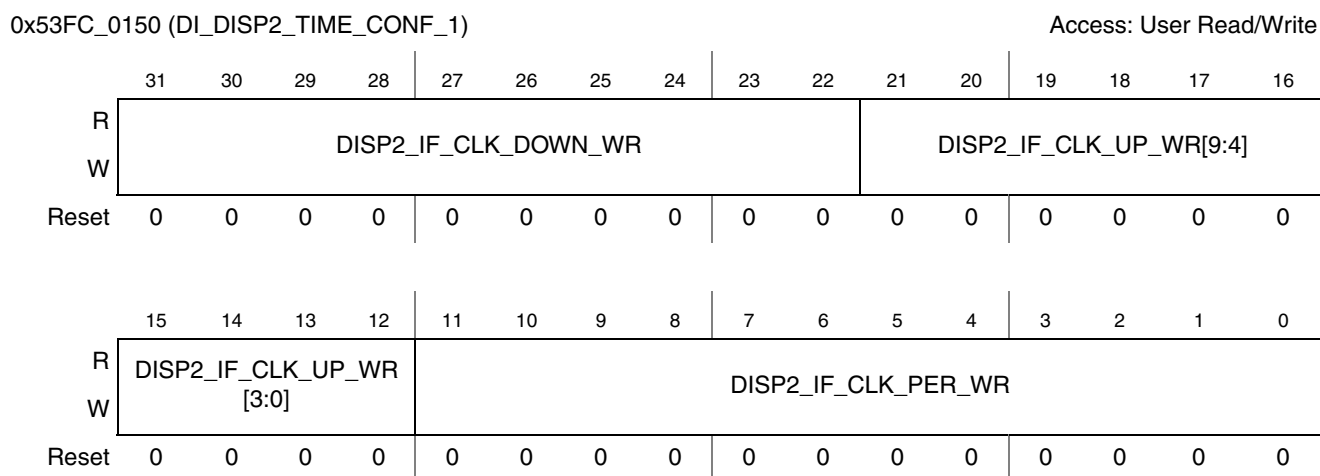 0x53FC_0150 (DI_DISP2_TIME_CONF_1) Access: User Read/Write
31 30 29 28 27 26 25 24 23 22 21 20 19 18 17 16
R
DISP2_IF_CLK_DOWN_WR DISP2_IF_CLK_UP_WR[9:4]
W
Reset 0 0 0 0 0 0 0 0 0 0 0 0 0 0 0 0
15 14 13 12 11 10 9 8 7 6 5 4 3 2 1 0
R DISP2_IF_CLK_UP_WR
DISP2_IF_CLK_PER_WR
W [3:0]
Reset 0 0 0 0 0 0 0 0 0 0 0 0 0 0 0 0